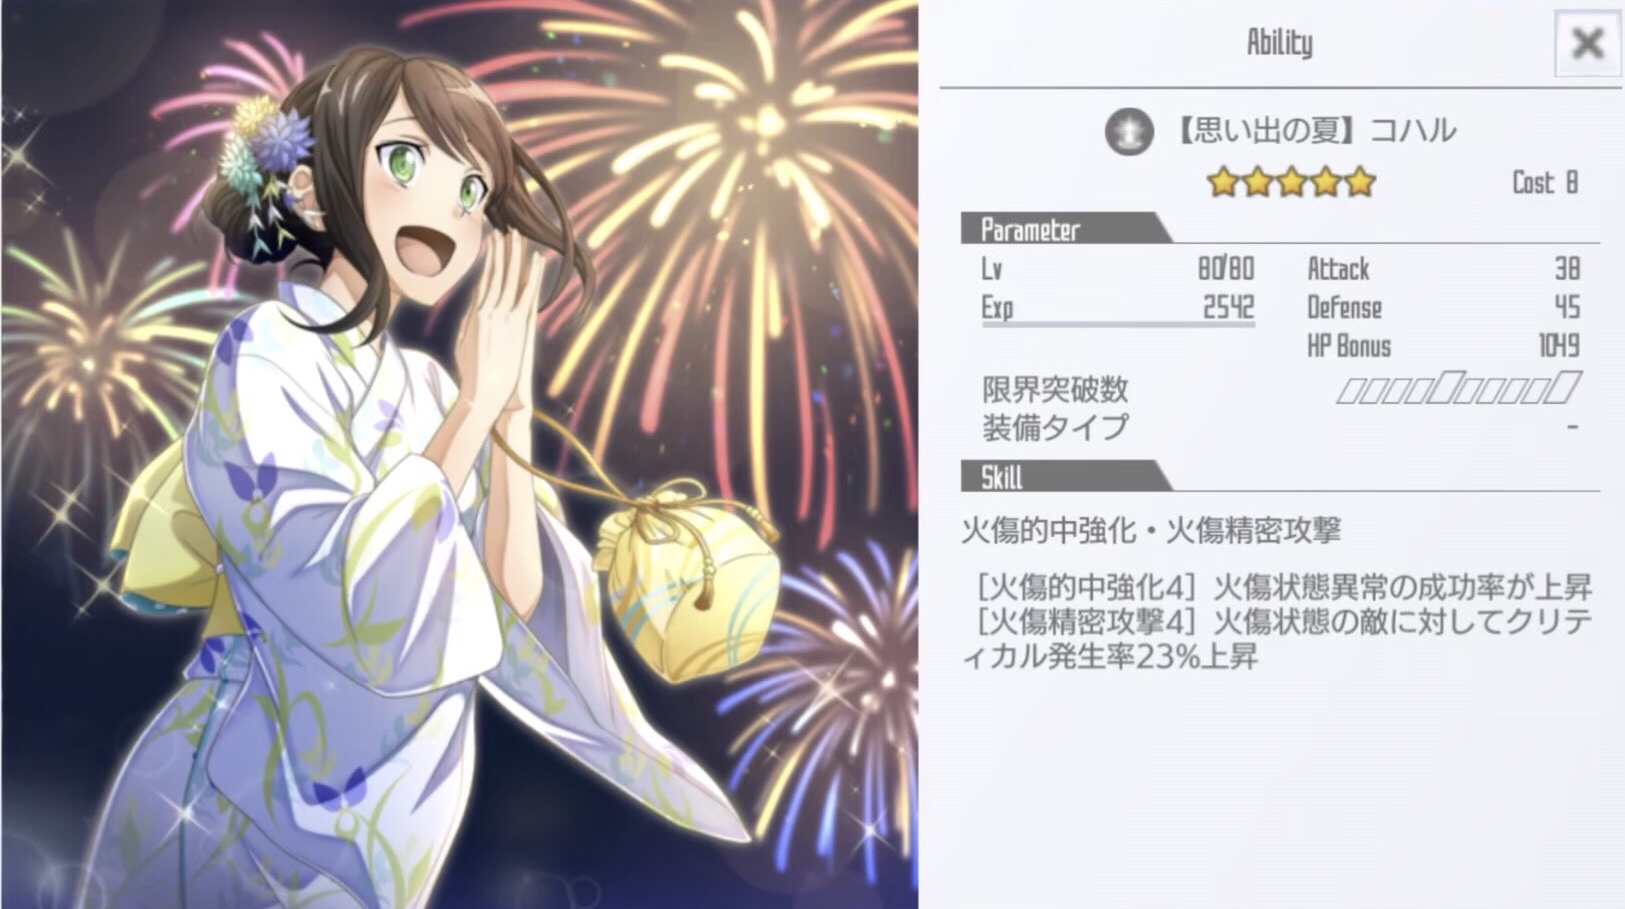 Ability
【思い出の夏】コハル
Cost 8
Parameter
Lv 80/80
Attack 38
Exp 2542
Defense 45
HP Bonus 1049
限界突破数
装備タイプ -
Skill
火傷的中強化・火傷精密攻撃
［火傷的中強化4］火傷状態異常の成功率が上昇
［火傷精密攻撃4］火傷状態の敵に対してクリテ
ィカル発生率23%上昇